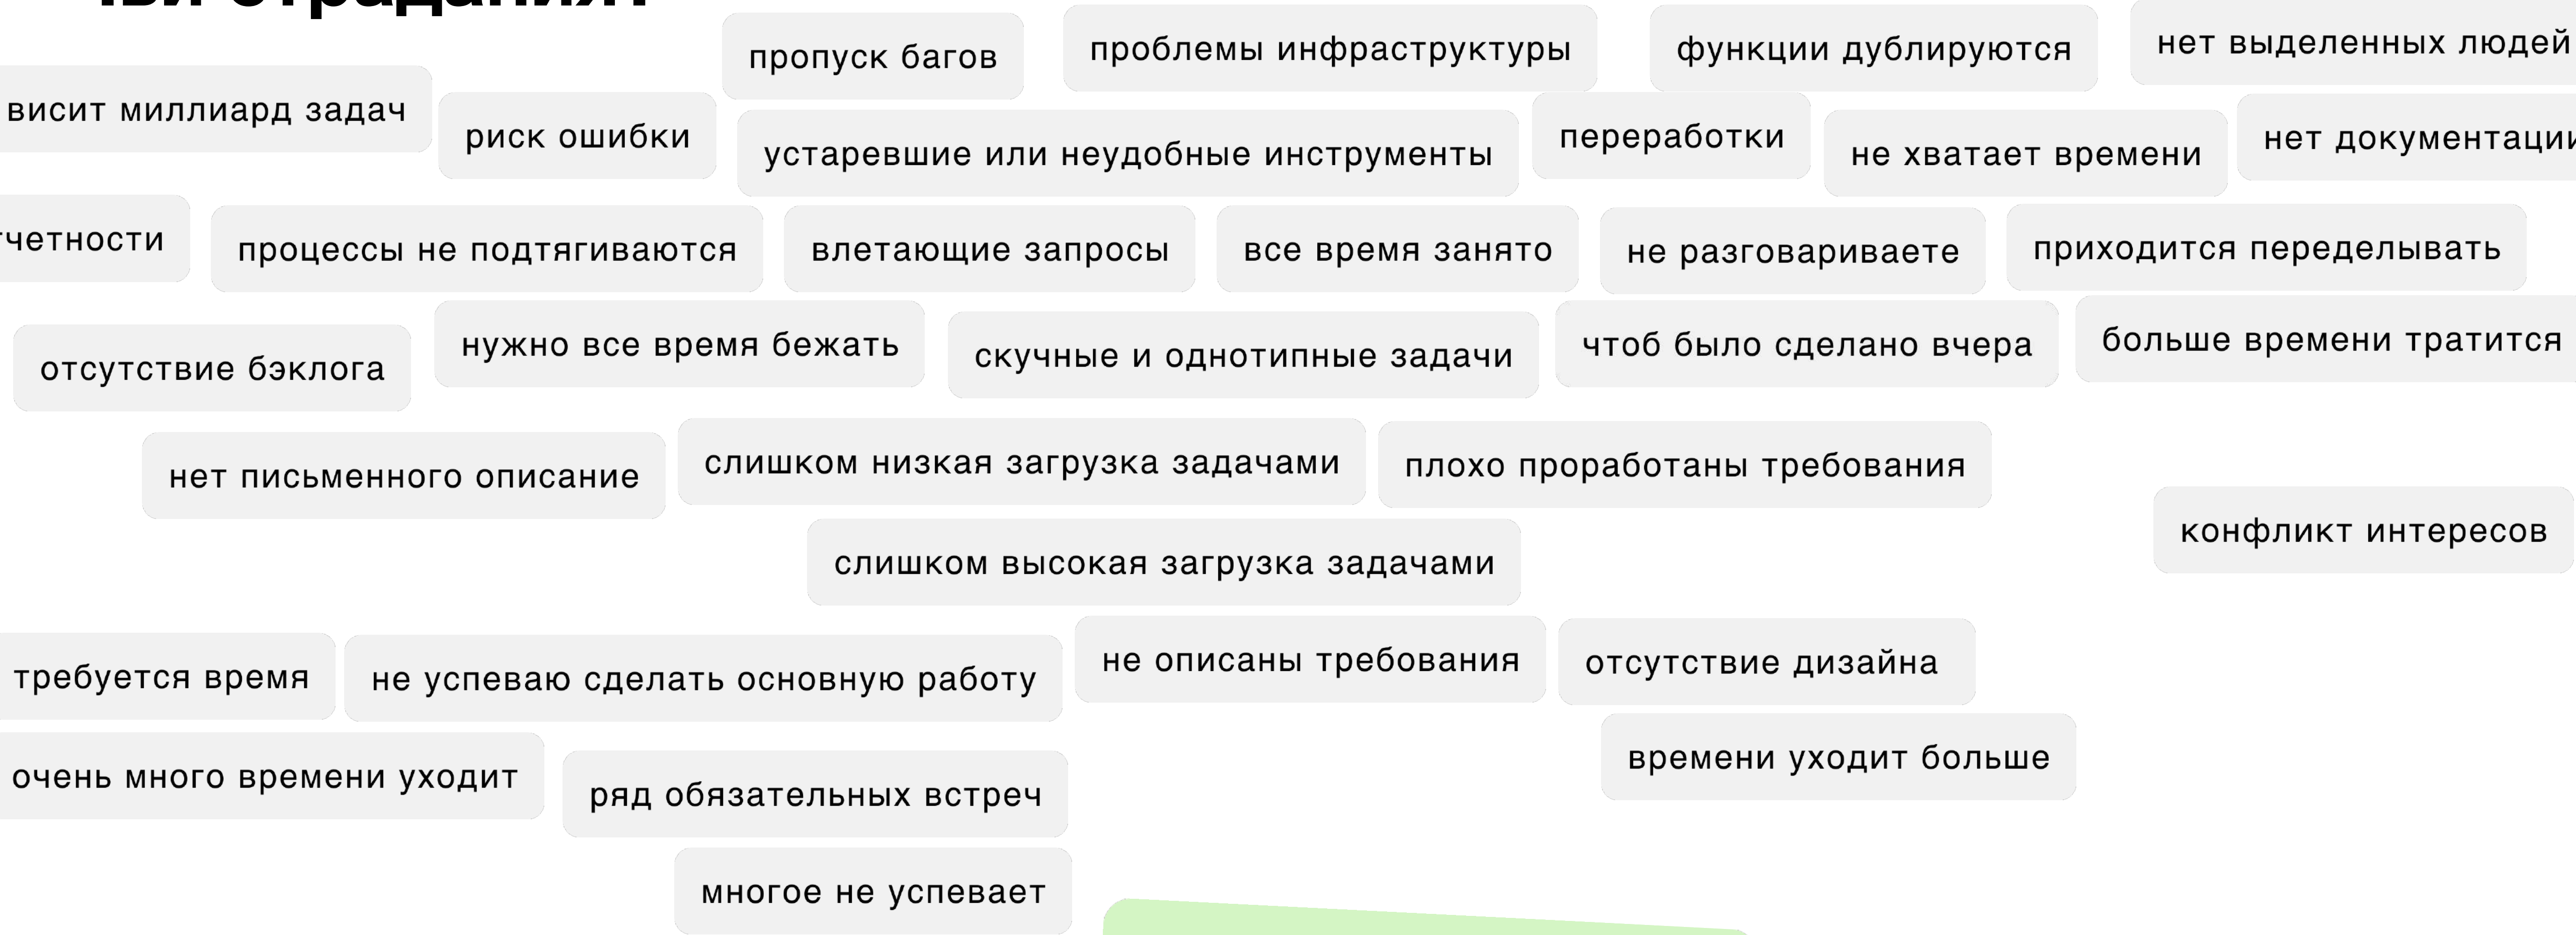 пропуск багов
проблемы инфраструктуры
функции дублируются
нет выделенных людей
висит миллиард задач
риск ошибки
устаревшие или неудобные инструменты
переработки
не хватает времени
нет документации
процессы не подтягиваются
влетающие запросы
все время занято
не разговариваете
приходится переделывать
отсутствие бэклога
нужно все время бежать
скучные и однотипные задачи
чтоб было сделано вчера
больше времени тратится
нет письменного описание
слишком низкая загрузка задачами
плохо проработаны требования
конфликт интересов
слишком высокая загрузка задачами
требуется время
не успеваю сделать основную работу
не описаны требования
отсутствие дизайна
времени уходит больше
очень много времени уходит
ряд обязательных встреч
многое не успевает